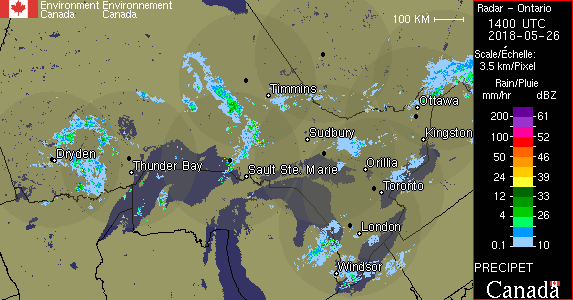 Environment Environnement
Canada Canada
100 KM
Timmins
Ottawa
Sudbury
Kingston
Dryden
Thunder Bay
Sault Ste. Marie
Orillia
Toronto
London
Windsor
Radar - Ontario
1400 UTC
2018-05-26
Scale/Échelle:
3.5 km/Pixel
Rain/Pluie
mm/hr dBZ
200 61
100 52
50 46
24 39
12 33
4 26
0.1 10
PRECIPET
Canada